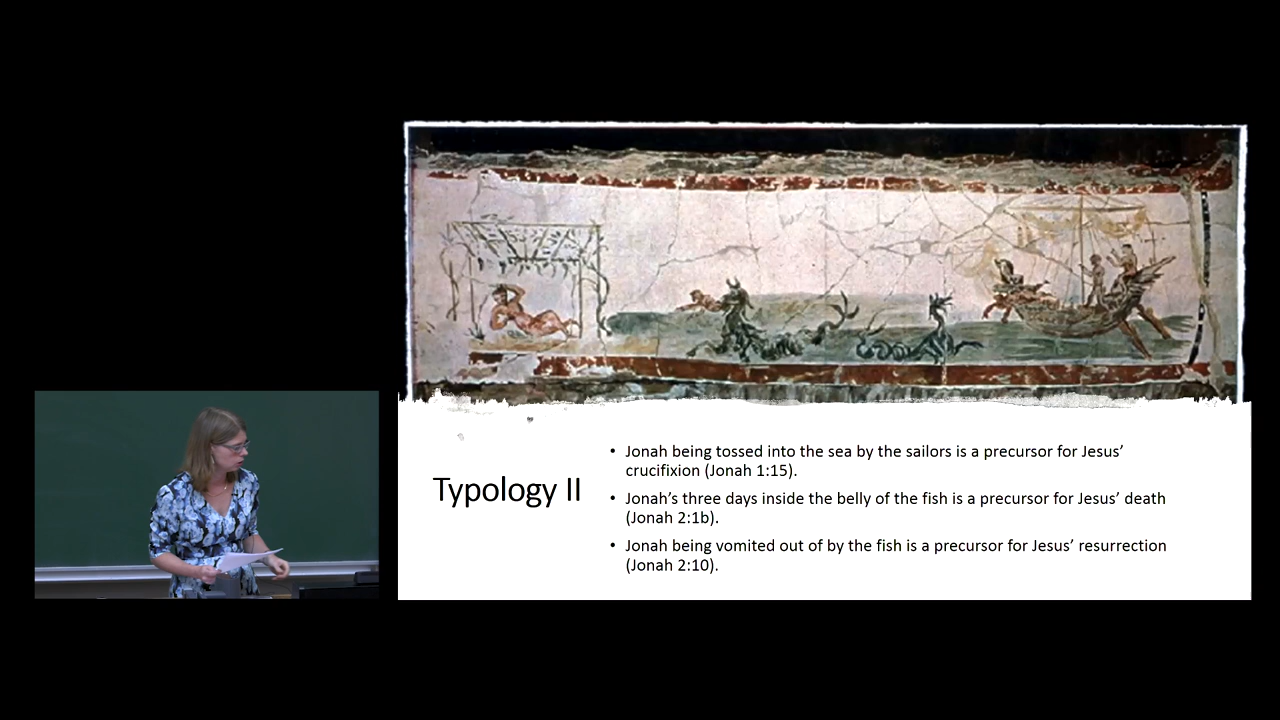 Typology II
• Jonah being tossed into the sea by the sailors is a precursor for Jesus’
crucifixion (Jonah 1:15).
• Jonah’s three days inside the belly of the fish is a precursor for Jesus’ death
(Jonah 2:1b).
• Jonah being vomited out of by the fish is a precursor for Jesus’ resurrection
(Jonah 2:10).